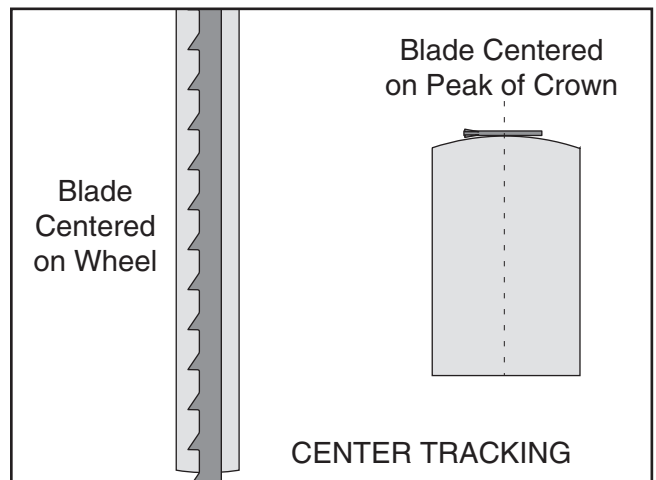 Blade Centered
on Peak of Crown
Blade
Centered
on Wheel
CENTER TRACKING